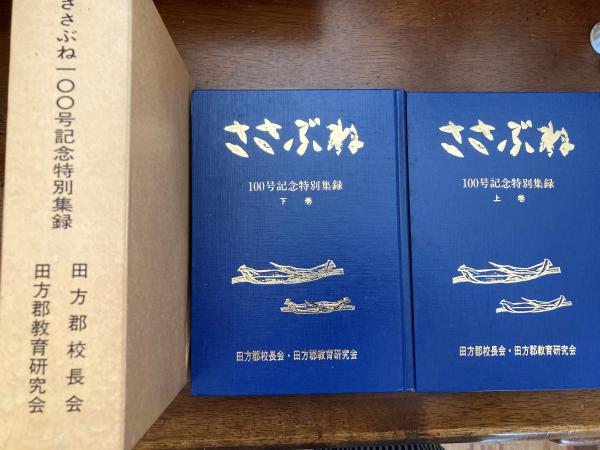 ささぶね一〇〇号記念特別集録
田方郡校長会
田方郡教育研究会
ささぶね
100号記念特別集録
下巻
田方郡校長会・田方郡教育研究会
ささぶね
100号記念特別集録
上巻
田方郡校長会・田方郡教育研究会